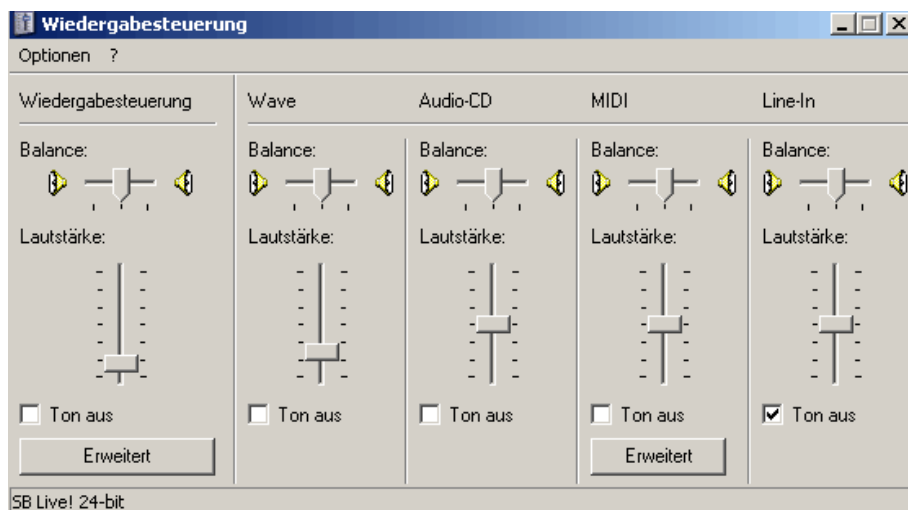 Wiedergabesteuerung
Optionen ?
Wiedergabesteuerung Wave Audio-CD MIDI Line-In
Balance: Balance: Balance: Balance: Balance:
Lautstärke: Lautstärke: Lautstärke: Lautstärke: Lautstärke:
Ton aus Ton aus Ton aus Ton aus Ton aus
Erweitert Erweitert
SB Live! 24-bit